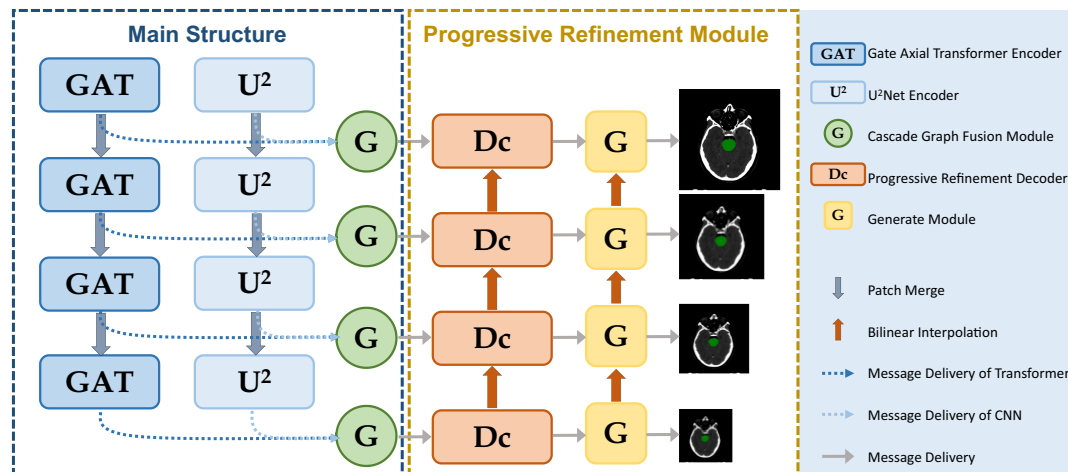 Main Structure
Progressive Refinement Module
GAT
U²
G
Dc
G
GAT
U²
G
Dc
G
GAT
U²
G
Dc
G
GAT
U²
G
Dc
G
GAT
Gate Axial Transformer Encoder
U²
U²Net Encoder
G
Cascade Graph Fusion Module
Dc
Progressive Refinement Decoder
G
Generate Module
Patch Merge
Bilinear Interpolation
Message Delivery of Transformer
Message Delivery of CNN
Message Delivery